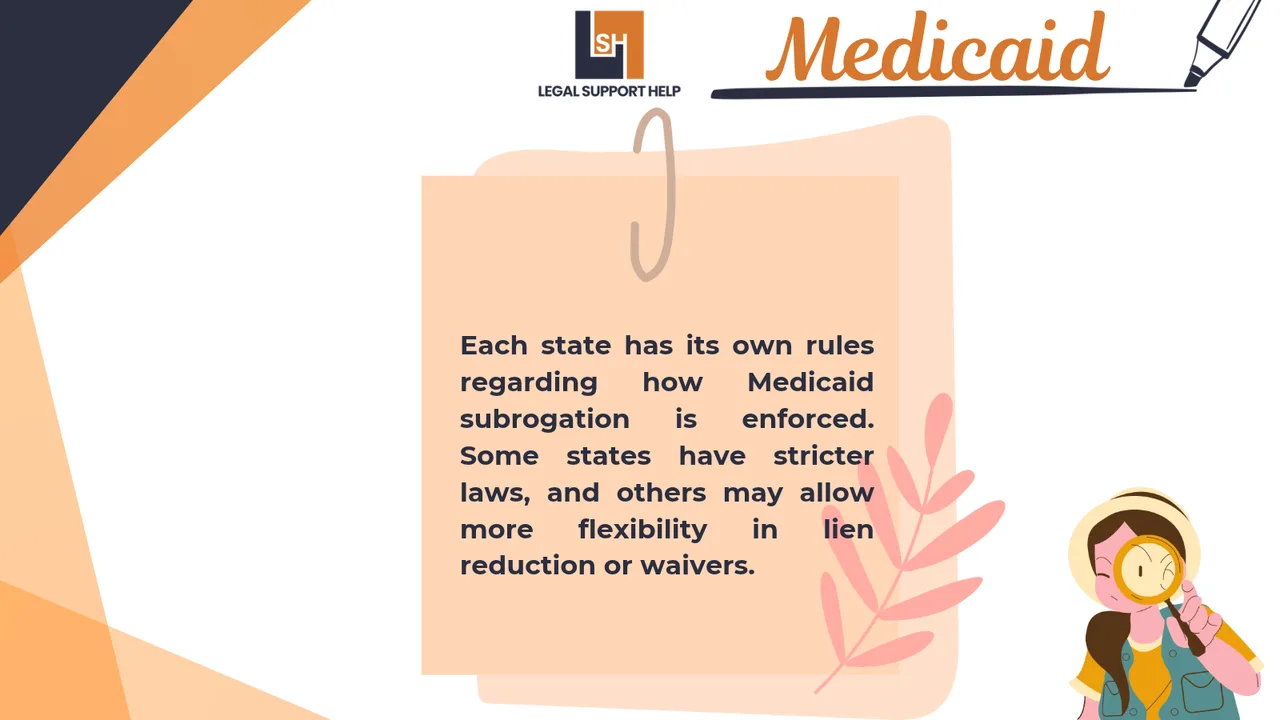 LSH
LEGAL SUPPORT HELP
Medicaid
Each state has its own rules
regarding how Medicaid
subrogation is enforced.
Some states have stricter
laws, and others may allow
more flexibility in lien
reduction or waivers.